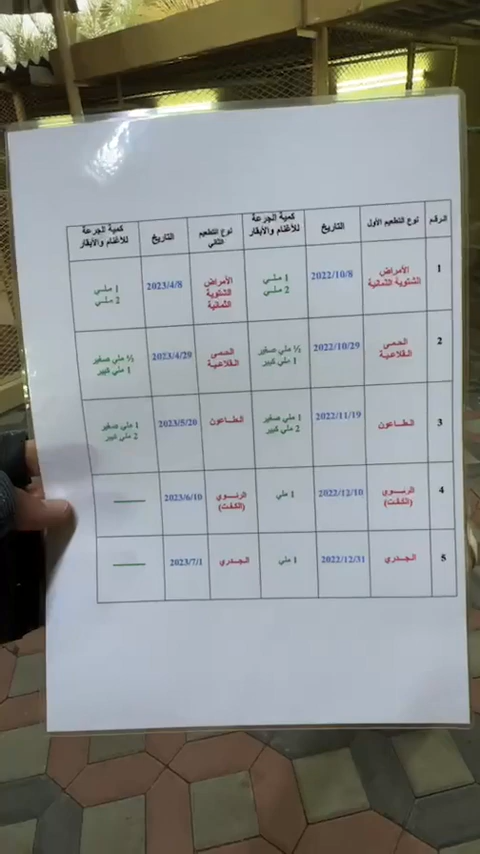 الرقم
نوع التطعيم الأول
التاريخ
كمية الجرعة
للأغنام والأبقار
نوع التطعيم
الثاني
التاريخ
كمية الجرعة
للأغنام والأبقار
1
الأمراض
الشتوية الثمانية
2022/10/8
1 ملي
2 ملي
الأمراض
الشتوية
الثمانية
2023/4/8
1 ملي
2 ملي
2
الحمى
القلاعية
2022/10/29
½ ملي صغير
1 ملي كبير
الحمى
القلاعية
2023/4/29
½ ملي صغير
1 ملي كبير
3
الطاعون
2022/11/19
1 ملي صغير
2 ملي كبير
الطاعون
2023/5/20
1 ملي صغير
2 ملي كبير
4
الرئوي
(الكفت)
2022/12/10
1 ملي
الرئوي
(الكفت)
2023/6/10
5
الجدري
2022/12/31
1 ملي
الجدري
2023/7/1